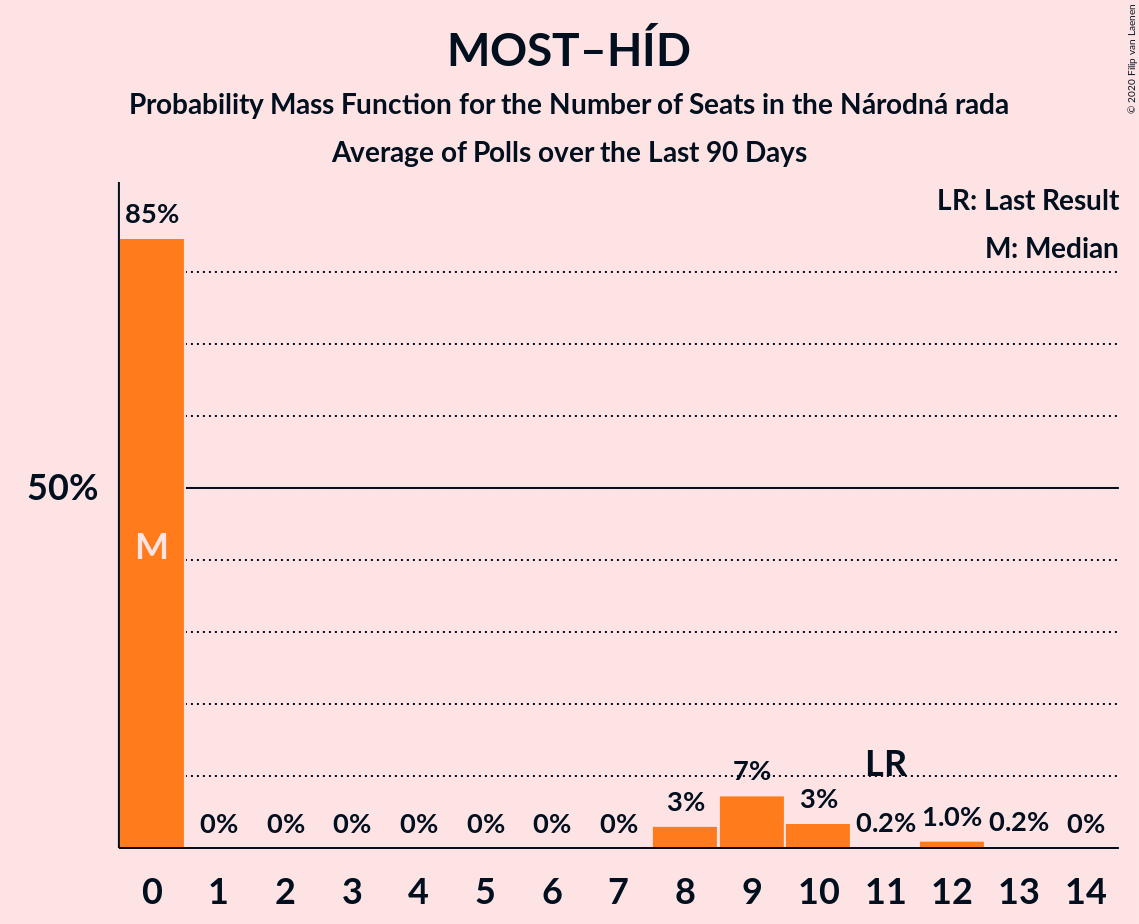 MOST–HÍD
Probability Mass Function for the Number of Seats in the Národná rada
Average of Polls over the Last 90 Days
© 2020 Filip van Laenen
LR: Last Result
M: Median
85%
50%
M
LR
0% 0% 0% 0% 0% 0% 0% 3% 7% 3% 0.2% 1.0% 0.2% 0%
0 1 2 3 4 5 6 7 8 9 10 11 12 13 14